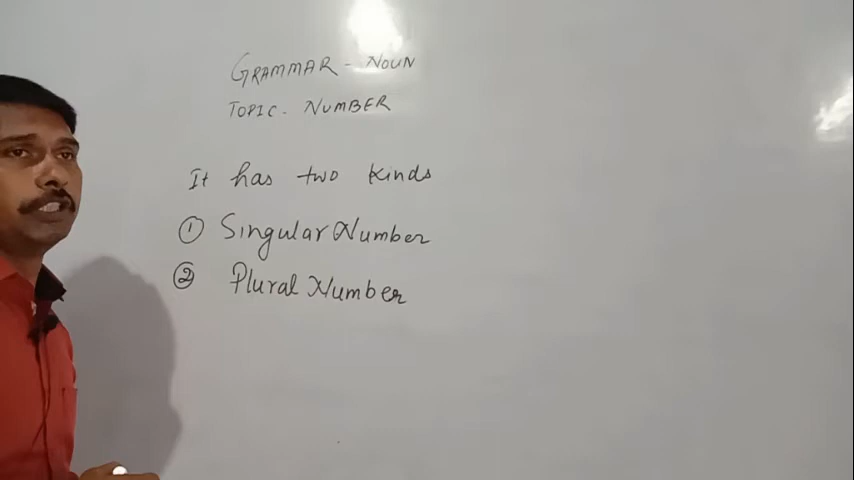 GRAMMAR - NOUN
TOPIC - NUMBER
It has two kinds
① Singular Number
② Plural Number